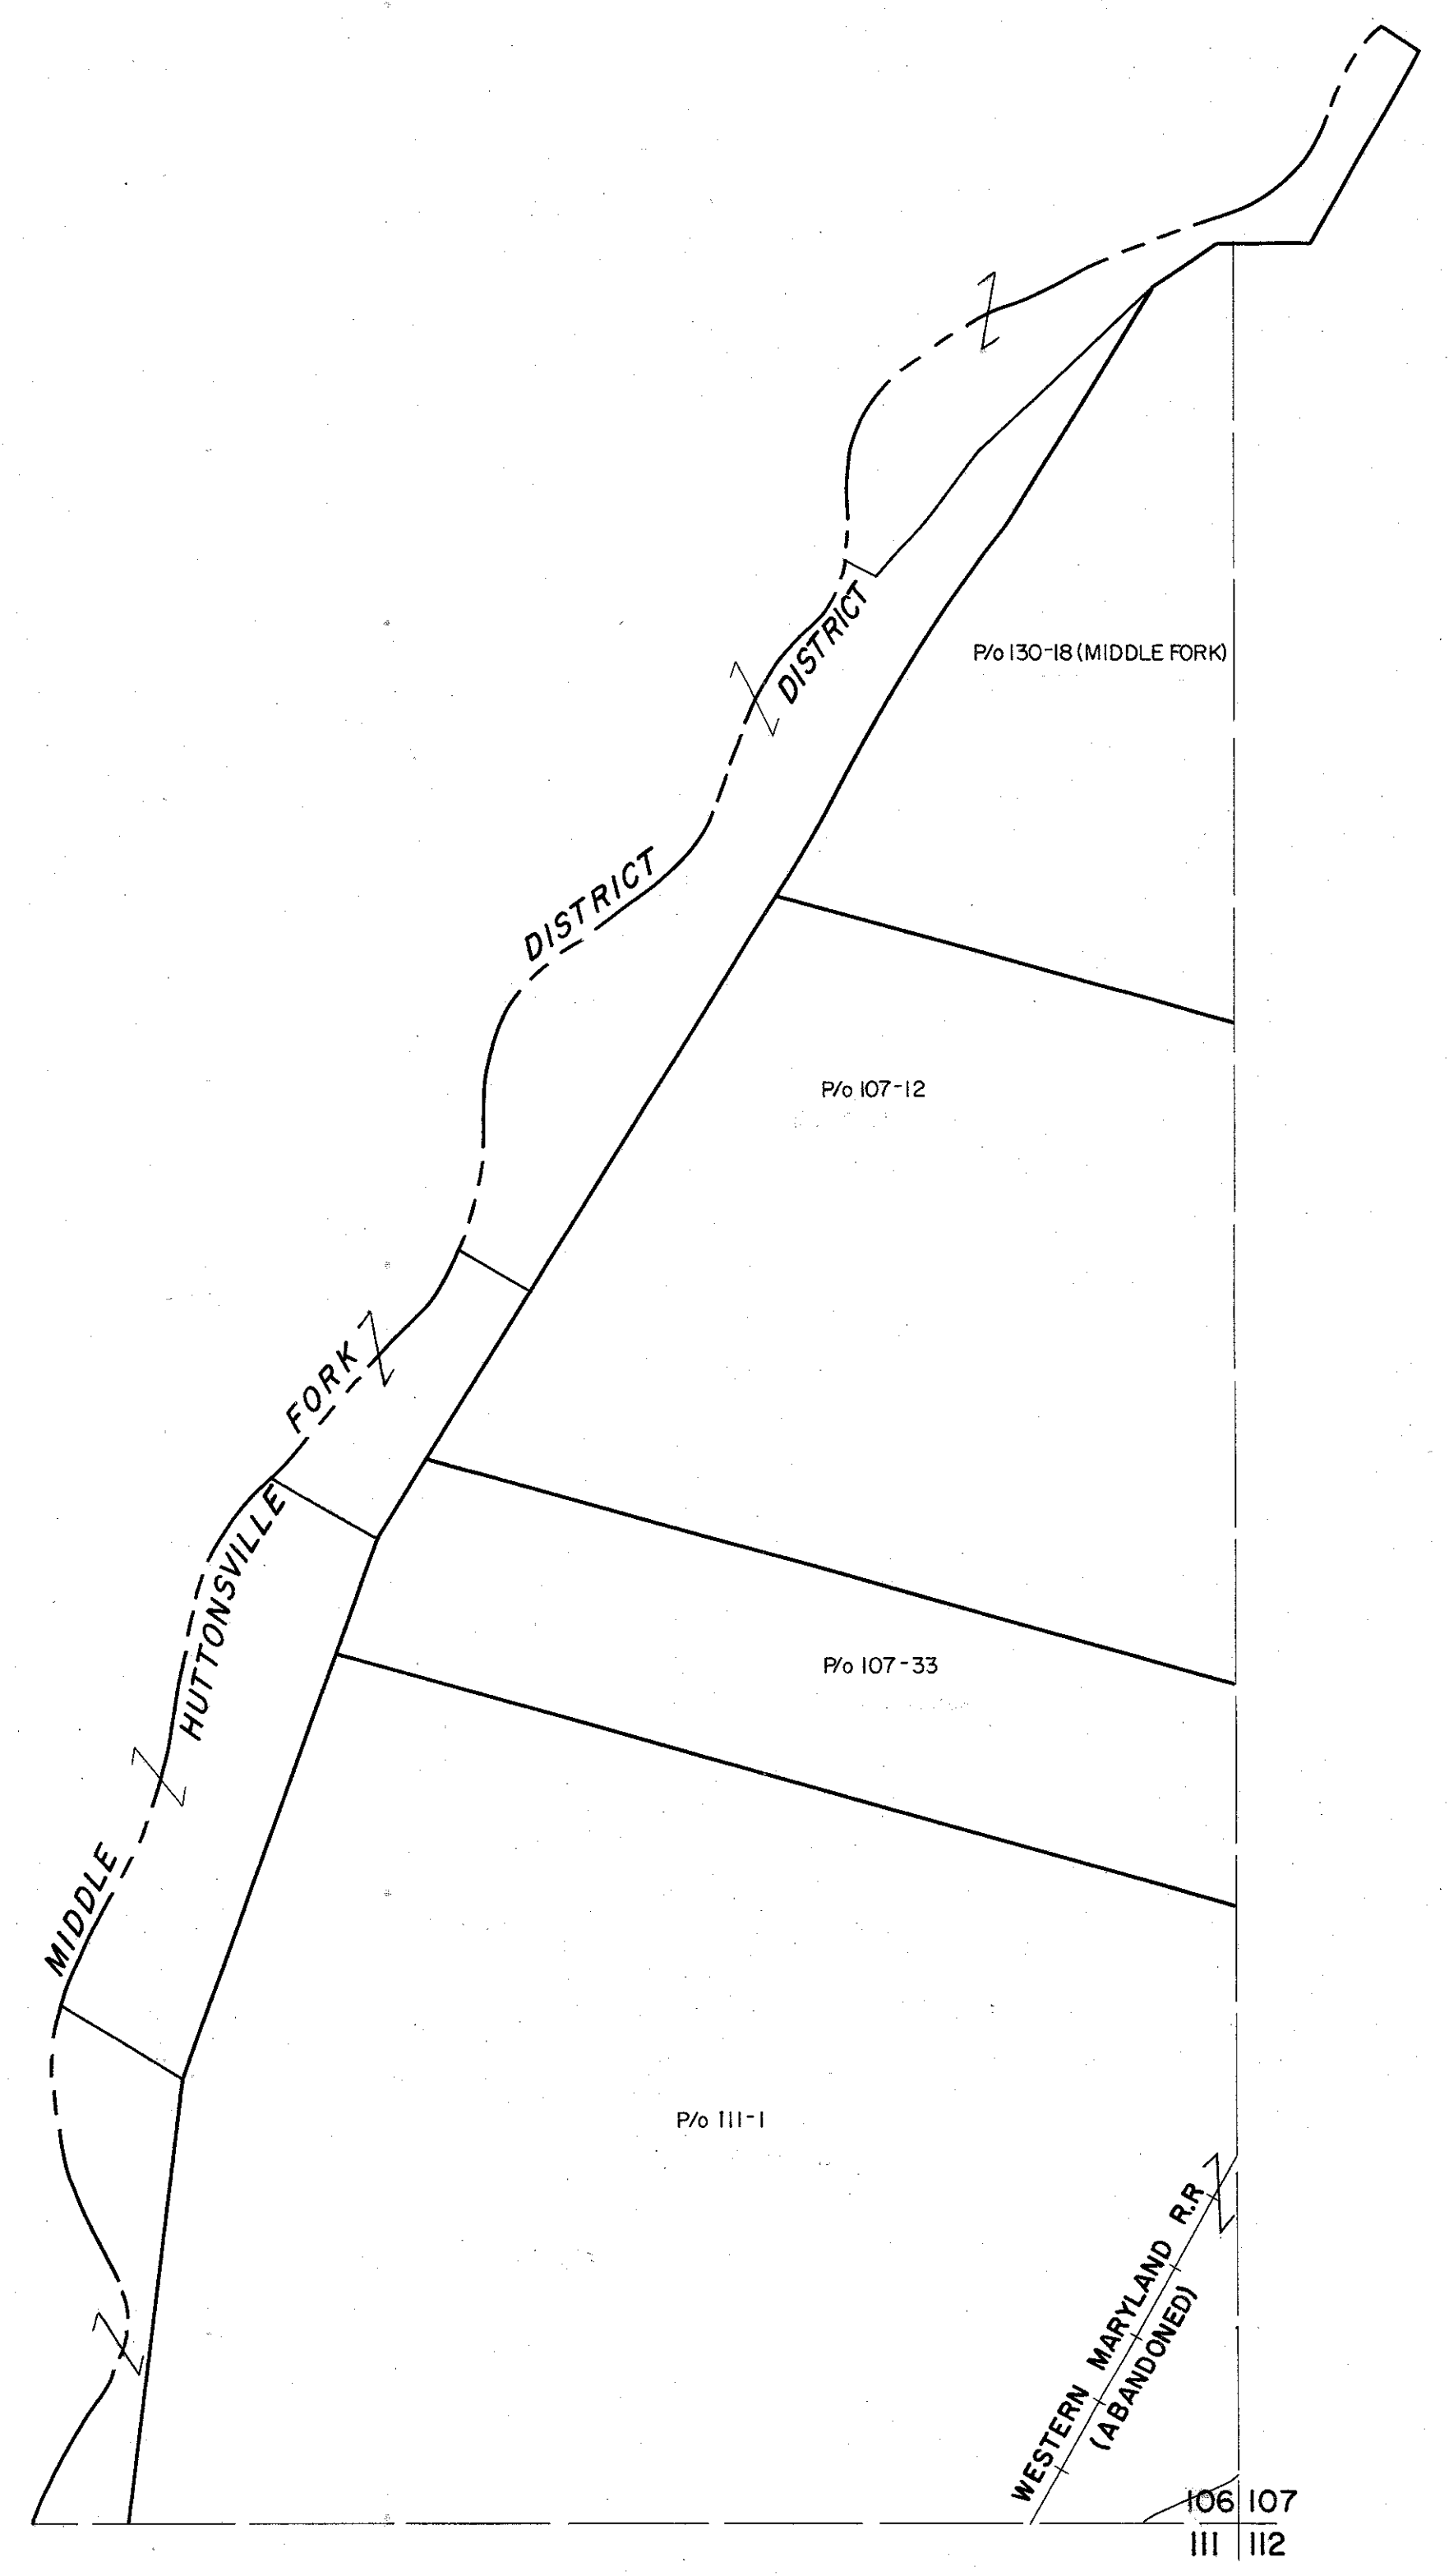 DISTRICT
P/o 130-18 (MIDDLE FORK)
DISTRICT
P/o 107-12
FORK
HUTTONSVILLE
P/o 107-33
MIDDLE
P/o 111-1
WESTERN MARYLAND R.R
(ABANDONED)
106 107
111 112